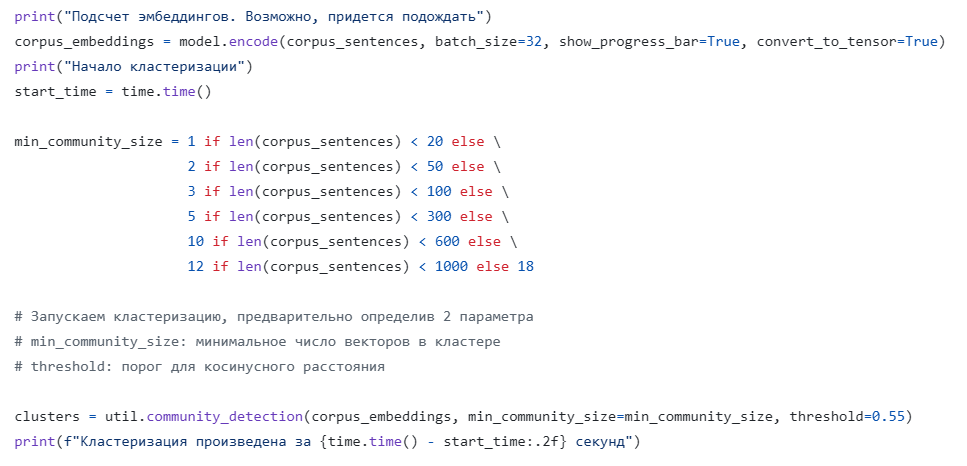 print("Подсчет эмбеддингов. Возможно, придется подождать")
corpus_embeddings = model.encode(corpus_sentences, batch_size=32, show_progress_bar=True, convert_to_tensor=True)
print("Начало кластеризации")
start_time = time.time()
min_community_size = 1 if len(corpus_sentences) < 20 else \
2 if len(corpus_sentences) < 50 else \
3 if len(corpus_sentences) < 100 else \
5 if len(corpus_sentences) < 300 else \
10 if len(corpus_sentences) < 600 else \
12 if len(corpus_sentences) < 1000 else 18
# Запускаем кластеризацию, предварительно определив 2 параметра
# min_community_size: минимальное число векторов в кластере
# threshold: порог для косинусного расстояния
clusters = util.community_detection(corpus_embeddings, min_community_size=min_community_size, threshold=0.55)
print(f"Кластеризация произведена за {time.time() - start_time:.2f} секунд")